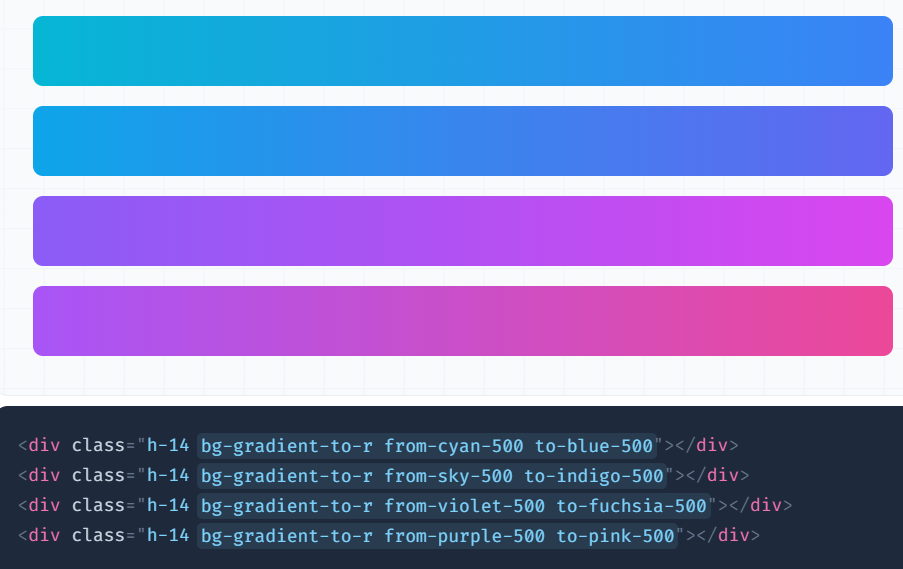 <div class="h-14 bg-gradient-to-r from-cyan-500 to-blue-500"></div>
<div class="h-14 bg-gradient-to-r from-sky-500 to-indigo-500"></div>
<div class="h-14 bg-gradient-to-r from-violet-500 to-fuchsia-500"></div>
<div class="h-14 bg-gradient-to-r from-purple-500 to-pink-500"></div>